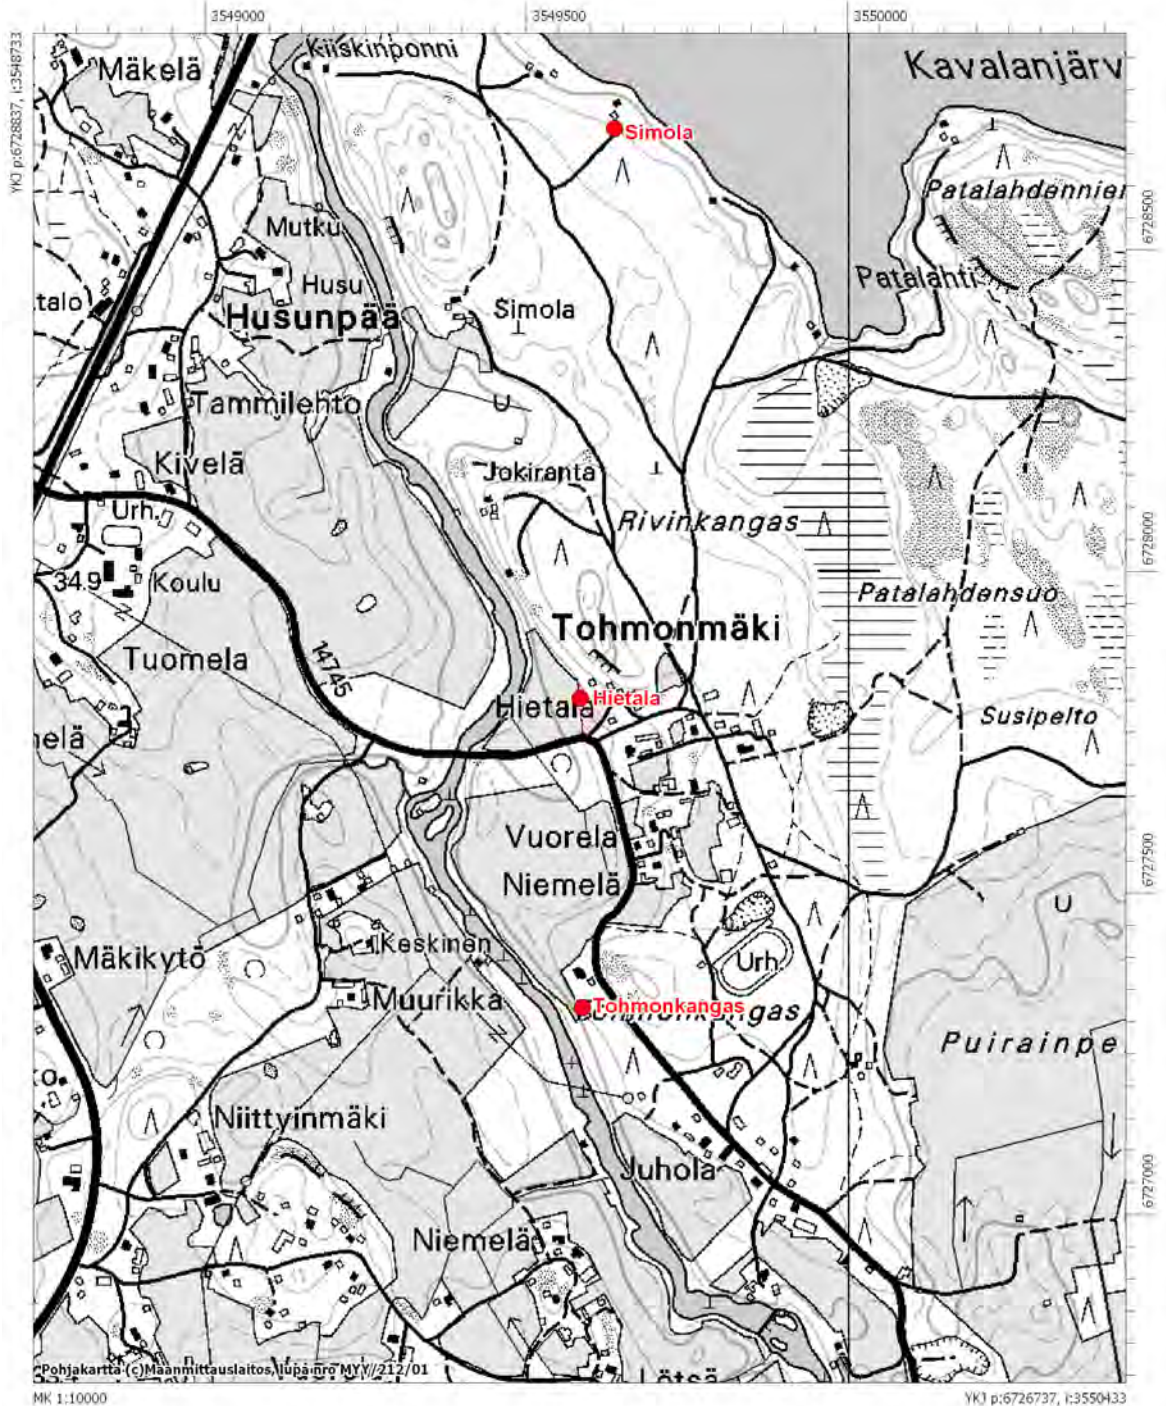 3549000
3549500
3550000
YKJ p:6728837, i:3548733
Kiiskinponni
Mäkelä
Kavalanjärv
Simola
Patalahdennier
6728500
Mutku
Patalahti
Husu
talo
Simola
Husunpää
Tammilehto
U
Kivelä
Jokiranta
Urh.
Rivinkangas
6728000
34.9
Koulu
Patalahdensuo
Tohmonmäki
Tuomela
14745
Hietala
Hietala
Susipelto
elä
Vuorela
6727500
Niemelä
U
Keskinen
Mäkikytö
Urh
Muurikka
Tohmonkangas
Puirainpe
ko.
Niittyinmäki
Juhola
6727000
Niemelä
Pohjakartta (c)Maanmittauslaitos, lupa nro MYY/212/01
Lötsä
MK 1:10000
YKJ p:6726737, i:3550433